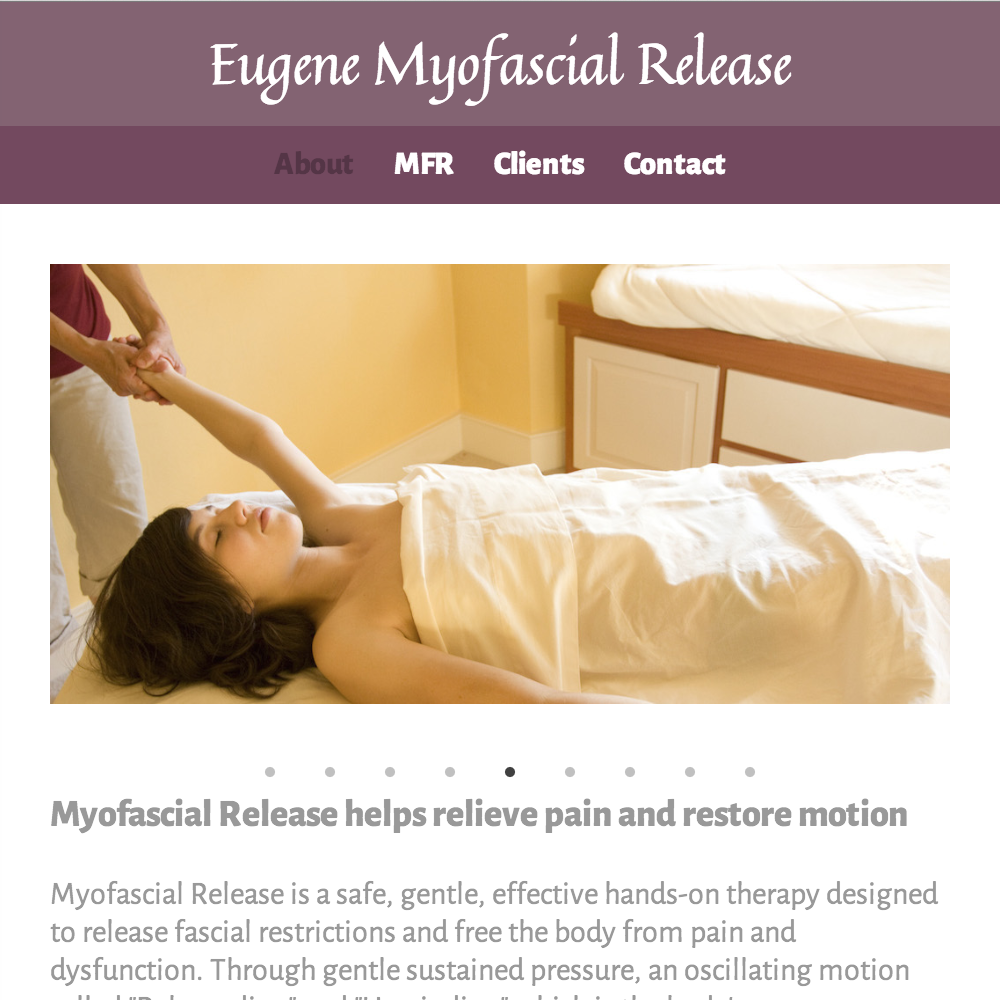 Eugene Myofascial Release
About MFR Clients Contact
Myofascial Release helps relieve pain and restore motion
Myofascial Release is a safe, gentle, effective hands-on therapy designed
to release fascial restrictions and free the body from pain and
dysfunction. Through gentle sustained pressure, an oscillating motion